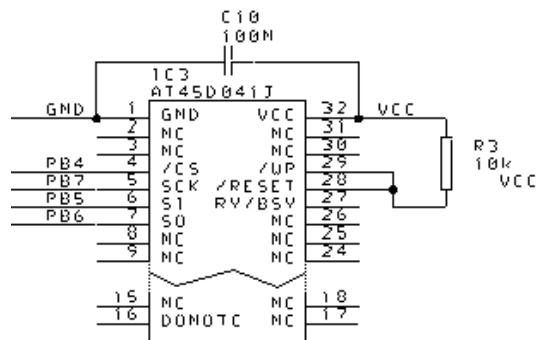 C10
100N
IC3
AT45D041J
GND 1 GND VCC 32 VCC
2 NC NC 31
3 NC NC 30
PB4 4 /CS /WP 29
PB7 5 SCK /RESET 28
PB5 6 SI RY/BSY 27
PB6 7 SO NC 26
8 NC NC 25
9 NC NC 24
15 NC NC 18
16 DONOTC NC 17
R3
10k
VCC